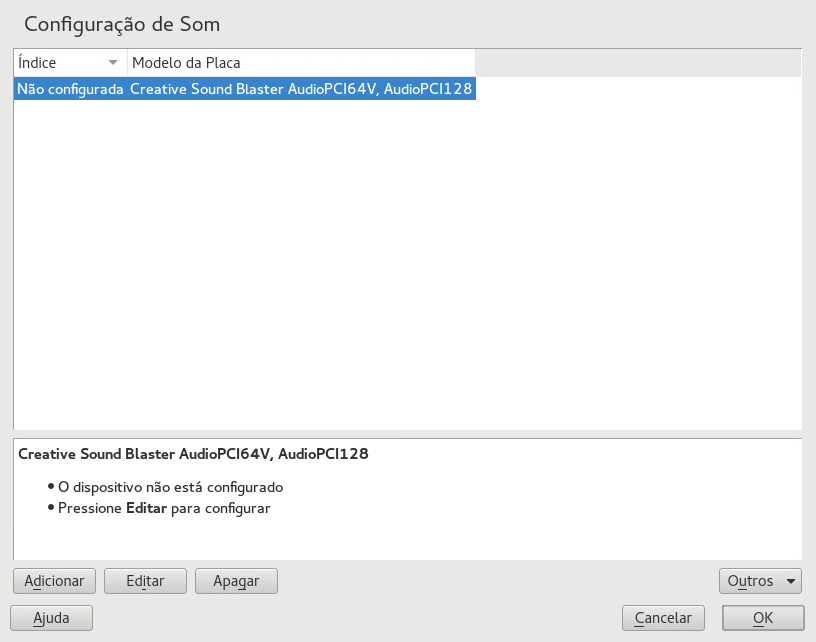 Configuração de Som
Índice Modelo da Placa
Não configurada Creative Sound Blaster AudioPCI64V, AudioPCI128
Creative Sound Blaster AudioPCI64V, AudioPCI128
• O dispositivo não está configurado
• Pressione Editar para configurar
Adicionar Editar Apagar Outros
Ajuda Cancelar OK